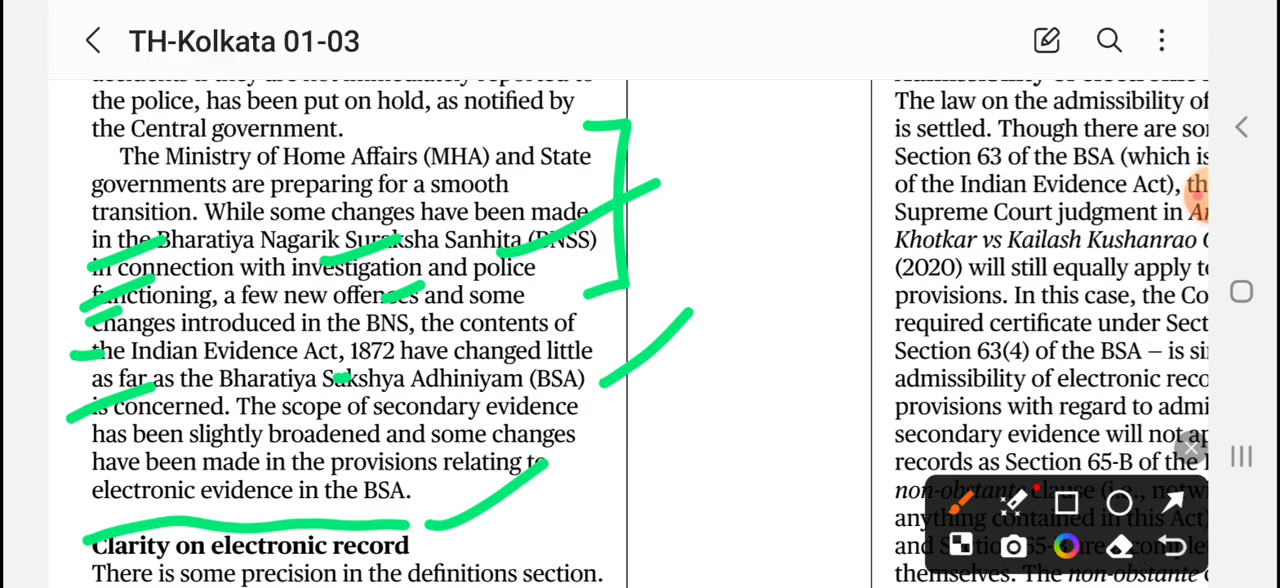 TH-Kolkata 01-03
the police, has been put on hold, as notified by
the Central government.
The Ministry of Home Affairs (MHA) and State
governments are preparing for a smooth
transition. While some changes have been made
in the Bharatiya Nagarik Suraksha Sanhita (BNSS)
in connection with investigation and police
functioning, a few new offences and some
changes introduced in the BNS, the contents of
the Indian Evidence Act, 1872 have changed little
as far as the Bharatiya Sakshya Adhiniyam (BSA)
is concerned. The scope of secondary evidence
has been slightly broadened and some changes
have been made in the provisions relating to
electronic evidence in the BSA.
Clarity on electronic record
There is some precision in the definitions section.
The law on the admissibility of
is settled. Though there are
Section 63 of the BSA (which is
of the Indian Evidence Act),
Supreme Court judgment in
Khotkar vs Kailash Kushanrao
(2020) will still equally apply
provisions. In this case, the
required certificate under
Section 63(4) of the BSA – is
admissibility of electronic
provisions with regard to
secondary evidence will not
records as Section 65-B of the
non-obstante clause (i.e.,
anything contained in this Act)
and
themselves. The non-obstante